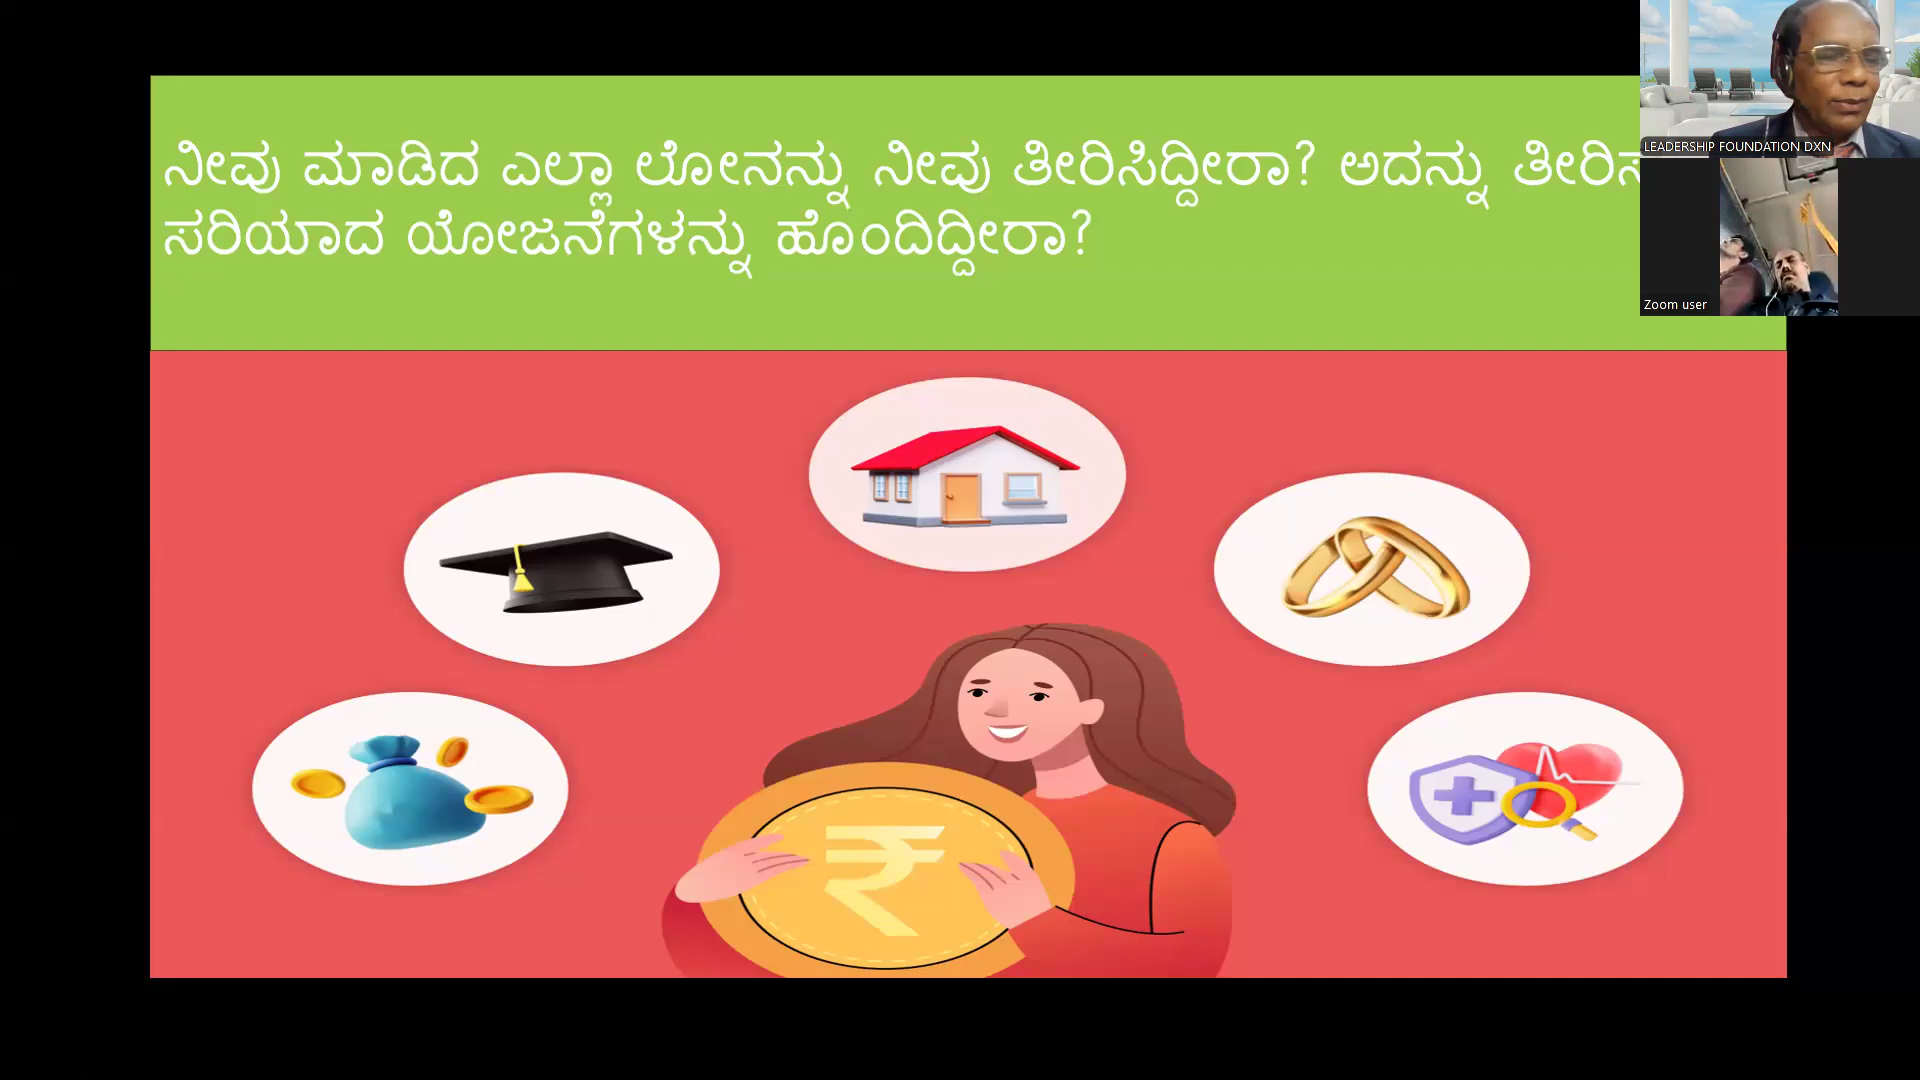 ನೀವು ಮಾಡಿದ ಎಲ್ಲಾ ಲೋನನ್ನು ನೀವು ತೀರಿಸಿದ್ದೀರಾ? ಅದನ್ನು
ಸರಿಯಾದ ಯೋಜನೆಗಳನ್ನು ಹೊಂದಿದ್ದೀರಾ?
LEADERSHIP FOUNDATION DXN
Zoom user
₹